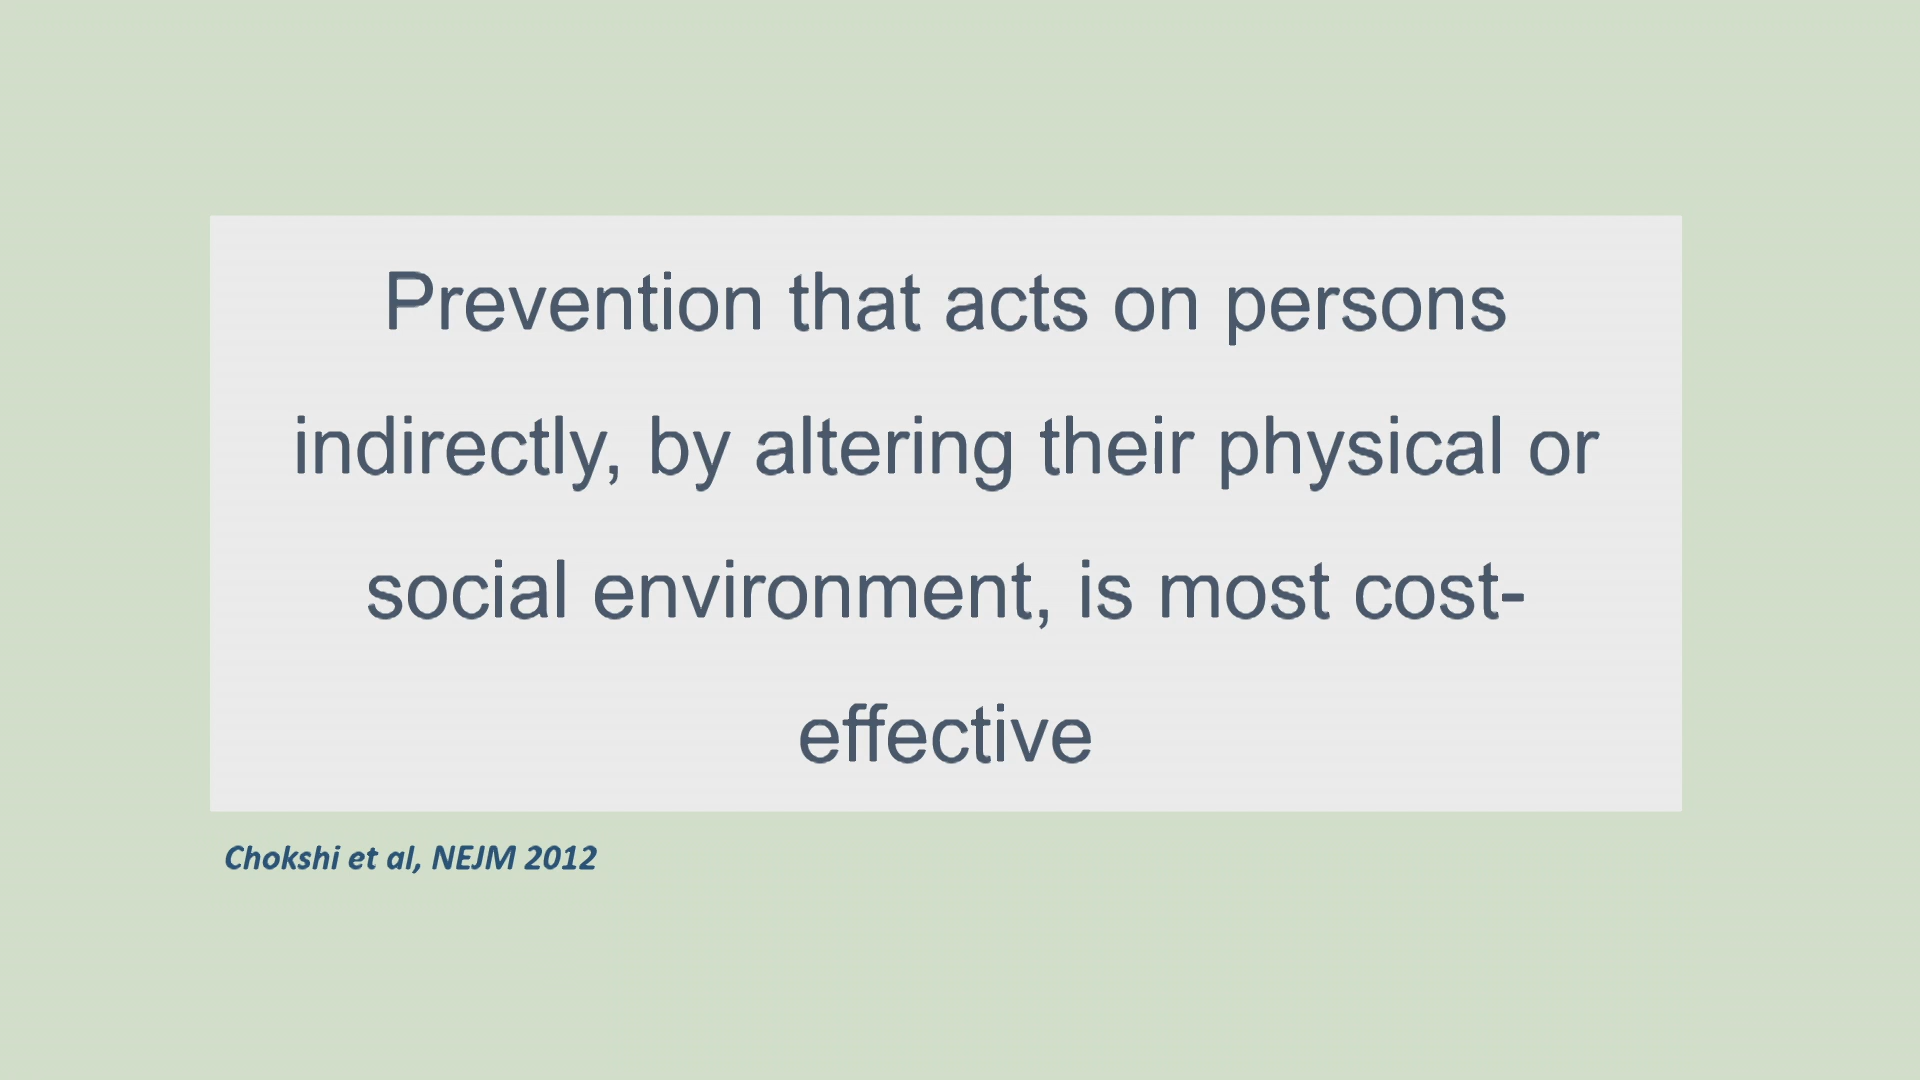 Prevention that acts on persons
indirectly, by altering their physical or
social environment, is most cost-
effective
Chokshi et al, NEJM 2012